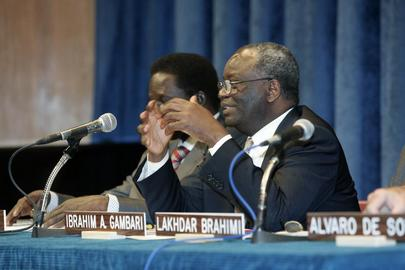 IBRAHIM A. GAMBARI
LAKHDAR BRAHIMI
ALVARO DE SO